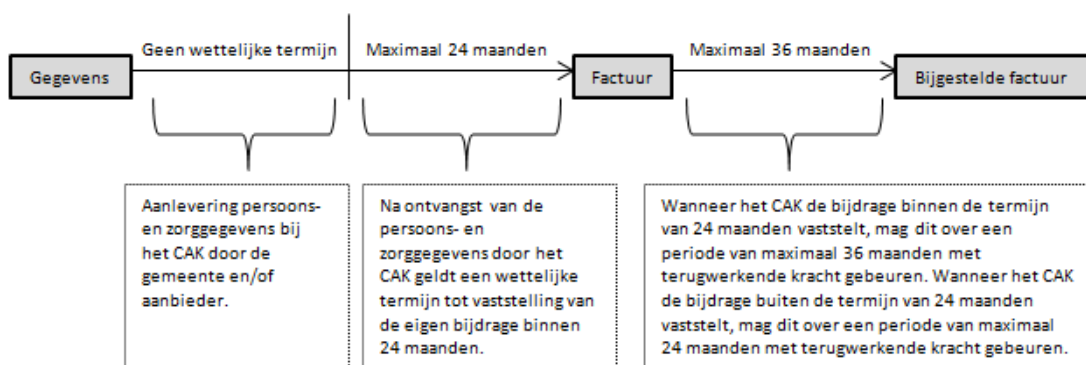 Geen wettelijke termijn
Maximaal 24 maanden
Maximaal 36 maanden
Gegevens
Factuur
Bijgestelde factuur
Aanlevering persoons-
en zorggegevens bij
het CAK door de
gemeente en/of
aanbieder.
Na ontvangst van de
persoons- en
zorggegevens door het
CAK geldt een wettelijke
termijn tot vaststelling van
de eigen bijdrage binnen
24 maanden.
Wanneer het CAK de bijdrage binnen de termijn
van 24 maanden vaststelt, mag dit over een
periode van maximaal 36 maanden met
terugwerkende kracht gebeuren. Wanneer het CAK
de bijdrage buiten de termijn van 24 maanden
vaststelt, mag dit over een periode van maximaal
24 maanden met terugwerkende kracht gebeuren.